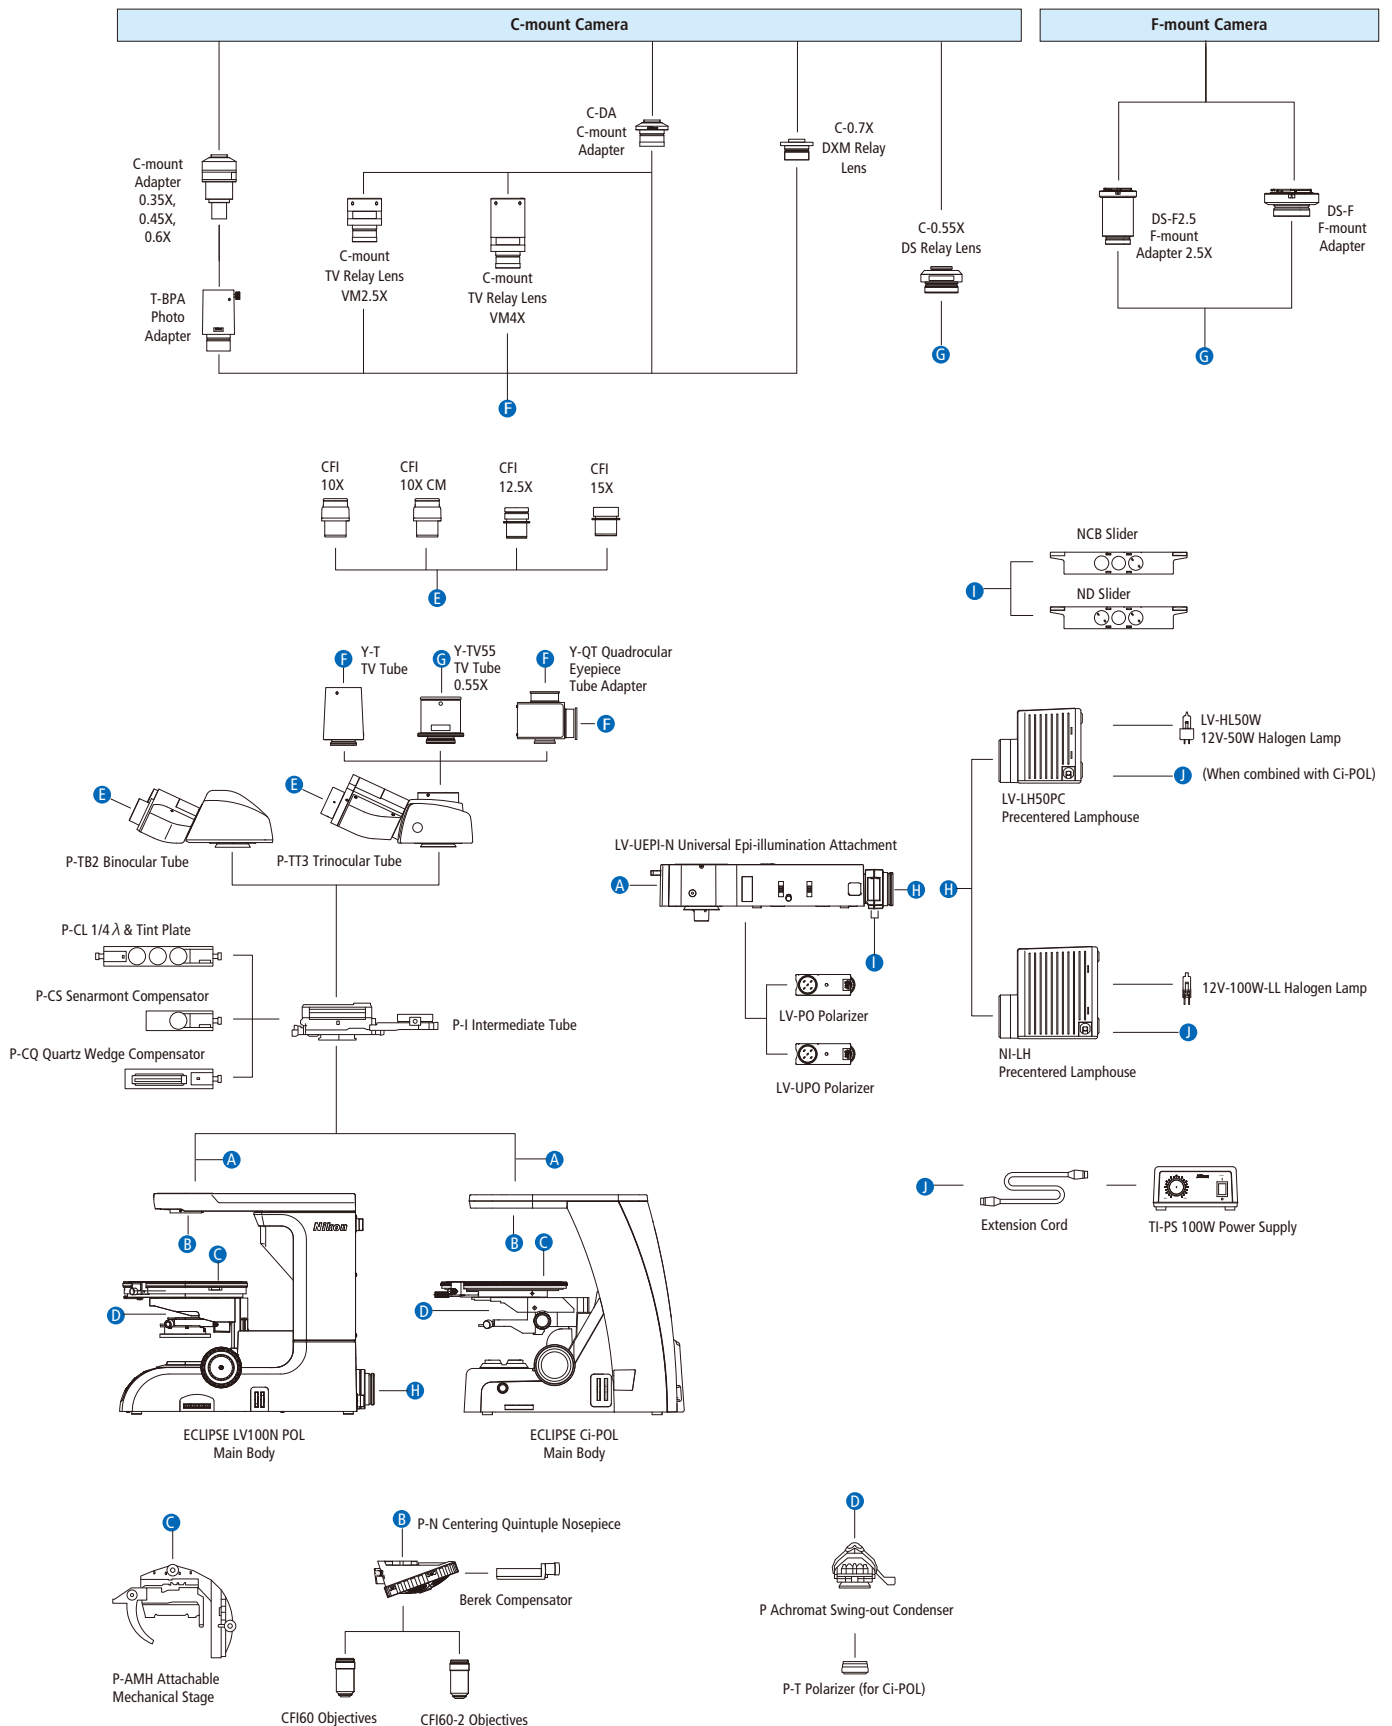 C-mount Camera
F-mount Camera
C-DA
C-mount
Adapter
C-0.7X
DXM Relay
Lens
C-mount
Adapter
0.35X,
0.45X,
0.6X
DS-F2.5
F-mount
Adapter 2.5X
DS-F
F-mount
Adapter
C-0.55X
DS Relay Lens
C-mount
TV Relay Lens
VM2.5X
C-mount
TV Relay Lens
VM4X
T-BPA
Photo
Adapter
G
G
F
CFI
10X
CFI
10X CM
CFI
12.5X
CFI
15X
E
NCB Slider
I
ND Slider
F
Y-T
TV Tube
G
Y-TV55
TV Tube
0.55X
F
Y-QT Quadrocular
Eyepiece
Tube Adapter
F
LV-HL50W
12V-50W Halogen Lamp
J
(When combined with Ci-POL)
LV-LH50PC
Precentered Lamphouse
E
E
P-TB2 Binocular Tube
P-TT3 Trinocular Tube
LV-UEPI-N Universal Epi-illumination Attachment
A
H
H
I
P-CL 1/4 λ & Tint Plate
P-CS Senarmont Compensator
P-I Intermediate Tube
P-CQ Quartz Wedge Compensator
LV-PO Polarizer
LV-UPO Polarizer
12V-100W-LL Halogen Lamp
J
NI-LH
Precentered Lamphouse
A
A
J
Extension Cord
TI-PS 100W Power Supply
Nikon
B
C
D
H
B
C
D
ECLIPSE LV100N POL
Main Body
ECLIPSE Ci-POL
Main Body
C
P-AMH Attachable
Mechanical Stage
B
P-N Centering Quintuple Nosepiece
Berek Compensator
CFI60 Objectives
CFI60-2 Objectives
D
P Achromat Swing-out Condenser
P-T Polarizer (for Ci-POL)